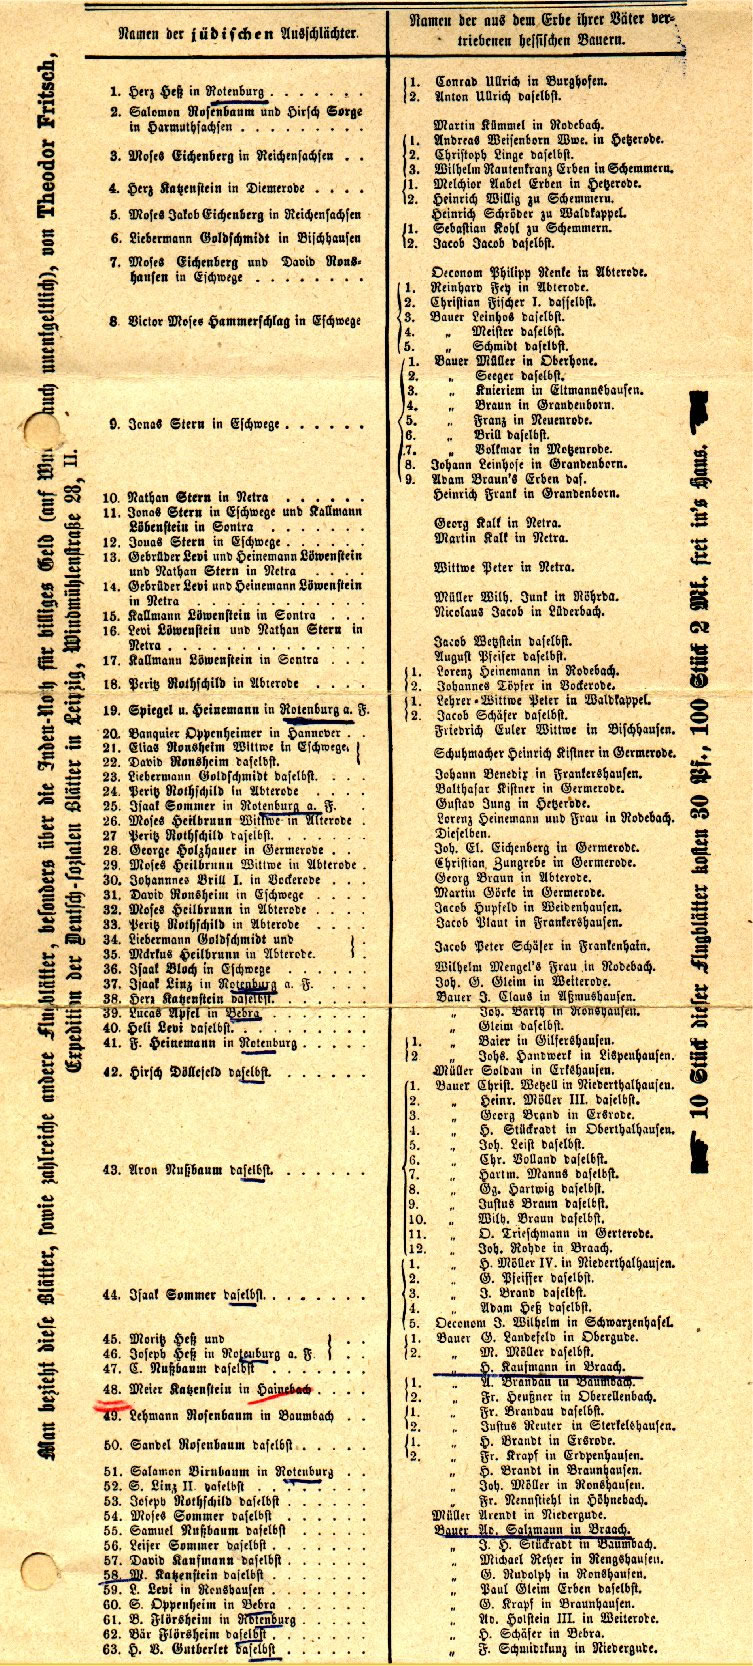 Namen der jüdischen Ausschlächter.
1. Herz Heß in Rotenburg . . . . . . .
2. Salomon Rosenbaum und Hirsch Sorge
in Harmuthsachsen . . . . . . . . .
3. Moses Eichenberg in Reichensachsen . .
4. Herz Katzenstein in Diemerode . . . .
5. Moses Jakob Eichenberg in Reichensachsen
6. Liebermann Goldschmidt in Bischhausen
7. Moses Eichenberg und David Rons-
hausen in Eschwege . . . . . . . .
8 Victor Moses Hammerschlag in Eschwege
9. Jonas Stern in Eschwege . . . . . .
10. Nathan Stern in Netra . . . . . .
11. Jonas Stern in Eschwege und Kallmann
Löbenstein in Sontra . . . . . . .
12. Jonas Stern in Eschwege . . . . . .
13. Gebrüder Levi und Heinemann Löwenstein
und Nathan Stern in Netra . . . . .
14. Gebrüder Levi und Heinemann Löwenstein
in Netra . . . . . . . . . . . .
15. Kallmann Löwenstein in Sontra . . .
16. Levi Löwenstein und Nathan Stern in
Netra . . . . . . . . . . . . . .
17. Kallmann Löwenstein in Sontra . . .
18. Peritz Rothschild in Abterode . . . .
19. Spiegel u. Heinemann in Rotenburg a. F.
20. Banquier Oppenheimer in Hannover . .
21. Elias Ronsheim Wittwe in Eschwege.
22. David Ronsheim daselbst.
23. Liebermann Goldschmidt daselbst. . . .
24. Peritz Rothschild in Abterode . . . .
25. Isaak Sommer in Rotenburg a. F. . .
26. Moses Heilbrunn Wittwe in Abterode .
27 Peritz Rothschild daselbst. . . . . .
28. George Holzhauer in Germerode . . .
29. Moses Heilbrunn Wittwe in Abterode .
30. Johannnes Brill I. in Vockerode . . .
31. David Ronsheim in Eschwege . . . .
32. Moses Heilbrunn in Abterode . . . .
33. Peritz Rothschild in Abterode . . . .
34. Liebermann Goldschmidt und
35. Markus Heilbrunn in Abterode.
36. Isaak Bloch in Eschwege . . . . . .
37. Isaak Linz in Rotenburg a. F. . . .
38. Herz Katzenstein daselbst. . . . . .
39. Lucas Apfel in Bebra . . . . . . .
40. Heli Levi daselbst. . . . . . . . .
41. F. Heinemann in Rotenburg . . . . .
42. Hirsch Döllefeld daselbst. . . . . . .
43. Aron Nußbaum daselbst. . . . . . .
44. Isaak Sommer daselbst. . . . . . . .
45. Moritz Heß und
46. Joseph Heß in Rotenburg a. F.
47. C. Nußbaum daselbst . . . . . . . .
48. Meier Katzenstein in Hainebach . . .
49. Lehmann Rosenbaum in Baumbach . .
50. Sandel Rosenbaum daselbst . . . . .
51. Salamon Birnbaum in Rotenburg . .
52. S. Linz II. daselbst . . . . . . .
53. Joseph Rothschild daselbst . . . . . .
54. Moses Sommer daselbst . . . . . . .
55. Samuel Nußbaum daselbst . . . . . .
56. Leiser Sommer daselbst . . . . . . .
57. David Kaufmann daselbst . . . . . .
58. M. Katzenstein daselbst . . . . . . .
59. L. Levi in Ronshausen . . . . . . .
60. S. Oppenheim in Bebra . . . . . .
61. B. Flörsheim in Rotenburg . . . . .
62. Bär Flörsheim daselbst . . . . . . .
63. H. B. Gutberlet daselbst . . . . . .
Namen der aus dem Erbe ihrer Väter ver-
triebenen hessischen Bauern.
1. Conrad Ullrich in Burghofen.
2. Anton Ullrich daselbst.
Martin Kümmel in Rodebach.
1. Andreas Weisenborn Wwe. in Hetzerode.
2. Christoph Linge daselbst.
3. Wilhelm Rautenkranz Erben in Schemmern.
1. Melchior Aabel Erben in Hetzerode.
2. Heinrich Willig zu Schemmern.
Heinrich Schröder zu Waldkappel.
1. Sebastian Kohl zu Schemmern.
2. Jacob Jacob daselbst.
Oeconom Philipp Menke in Abterode.
1. Reinhard Fey in Abterode.
2. Christian Fischer I. dasselbst.
3. Bauer Leinhos daselbst.
4. „ Meister daselbst.
5. „ Schmidt daselbst.
1. Bauer Müller in Oberhone.
2. „ Seeger daselbst.
3. „ Knieriem in Eltmannshausen.
4. „ Braun in Grandenborn.
5. „ Franz in Neuenrode.
6. „ Brill daselbst.
7. „ Volkmar in Motzenrode.
8. Johann Leinhose in Grandenborn.
9. Adam Braun's Erben das.
Heinrich Frank in Grandenborn.
Georg Kalk in Netra.
Martin Kalk in Netra.
Wittwe Peter in Netra.
Müller Wilh. Junk in Röhrda.
Nicolaus Jacob in Lüderbach.
Jacob Wetzstein daselbst.
August Pfeifer daselbst.
1. Lorenz Heinemann in Rodebach.
2. Johannes Töpfer in Vockerode.
1. Lehrer-Wittwe Peter in Waldkappel.
2. Jacob Schäfer daselbst.
Friedrich Euler Wittwe in Bischhausen.
Schuhmacher Heinrich Kistner in Germerode.
Johann Benedix in Frankershausen.
Balthasar Kistner in Germerode.
Gustav Jung in Hetzerode.
Lorenz Heinemann und Frau in Rodebach.
Dieselben.
Joh. El. Eichenberg in Germerode.
Christian Zungrebe in Germerode.
Georg Braun in Abterode.
Martin Görke in Germerode.
Jacob Hupfeld in Weidenhausen.
Jacob Plaut in Frankershausen.
Jacob Peter Schäfer in Frankenhain.
Wilhelm Mengel's Frau in Rodebach.
Joh. G. Gleim in Weiterode.
Bauer J. Claus in Aßmushausen.
„ Joh. Barth in Ronshausen.
„ Gleim daselbst.
1. „ Baier in Gilfershausen.
2 „ Johs. Handwerk in Lispenhausen.
Müller Soldan in Erkshausen.
1. Bauer Christ. Wetzell in Niederthalhausen.
2. „ Heinr. Möller III. daselbst.
3. „ Georg Brand in Ersrode.
4. „ H. Stückradt in Oberthalhausen.
5. „ Joh. Leist daselbst.
6. „ Chr. Volland daselbst.
7. „ Hartm. Manns daselbst.
8. „ Gg. Hartwig daselbst.
9. „ Justus Braun daselbst.
10. „ Wilh. Braun daselbst.
11. „ O. Trieschmann in Gerterode.
12. „ Joh. Rohde in Braach.
1. „ H. Möller IV. in Niederthalhausen.
2. „ G. Pfeiffer daselbst.
3. „ J. Brand daselbst.
4. „ Adam Heß daselbst.
5. Oeconom J. Wilhelm in Schwarzenhasel.
1. Bauer G. Landefeld in Obergude.
2. „ M. Möller daselbst.
„ H. Kaufmann in Braach.
1. „ A. Brandau in Baumbach.
2. „ Fr. Heußner in Oberellenbach.
1. „ Fr. Brandau daselbst.
2. „ Justus Reuter in Sterkelshausen.
1. „ H. Brandt in Ersrode.
2. „ Fr. Krapf in Erdpenhausen.
„ H. Brandt in Braunhausen.
„ Joh. Möller in Ronshausen.
„ Fr. Nennstiehl in Höhnebach.
Müller Arendt in Niedergude.
Bauer Ad. Salzmann in Braach.
„ J. H. Stückradt in Baumbach.
„ Michael Reyer in Rengshausen.
„ G. Rudolph in Ronshausen.
„ Paul Gleim Erben daselbst.
„ G. Krapf in Braunhausen.
„ Ad. Holstein III. in Weiterode.
„ H. Schäfer in Bebra.
„ F. Schmidtkunz in Niedergude.
Man bezieht diese Blätter, sowie zahlreiche andere Flugblätter, besonders über die Juden-Noth für billiges Geld (auf auch unentgeltlich), von Theodor Fritsch,
Expedition der Deutsch-sozialen Blätter in Leipzig, Windmühlenstraße 28, II.
10 Stück dieser Flugblätter kosten 30 Pf., 100 Stück 2 Mk. frei in's Haus.